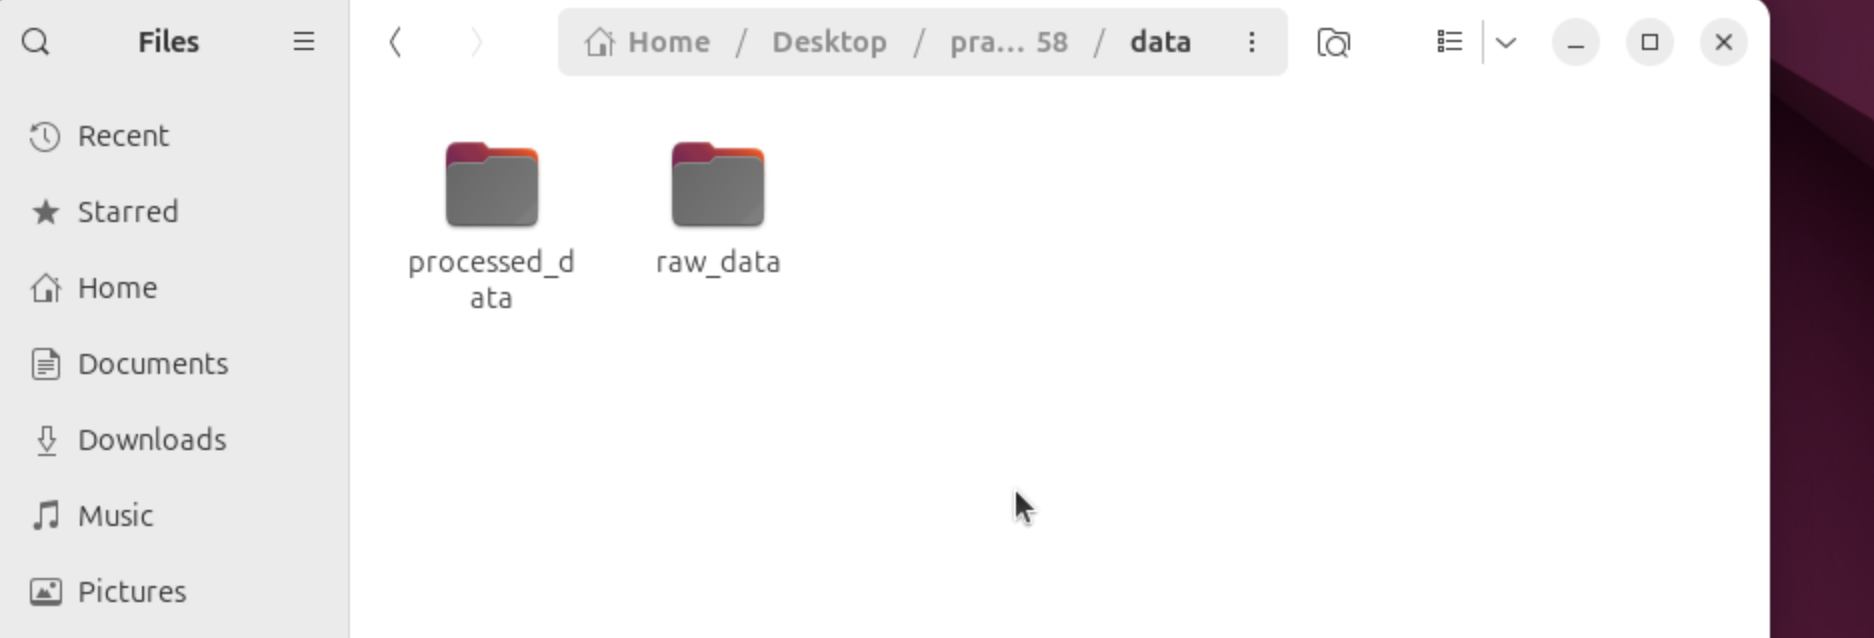 Files
Home / Desktop / pra... 58 / data
Recent
Starred
Home
Documents
Downloads
Music
Pictures
processed_d
ata
raw_data